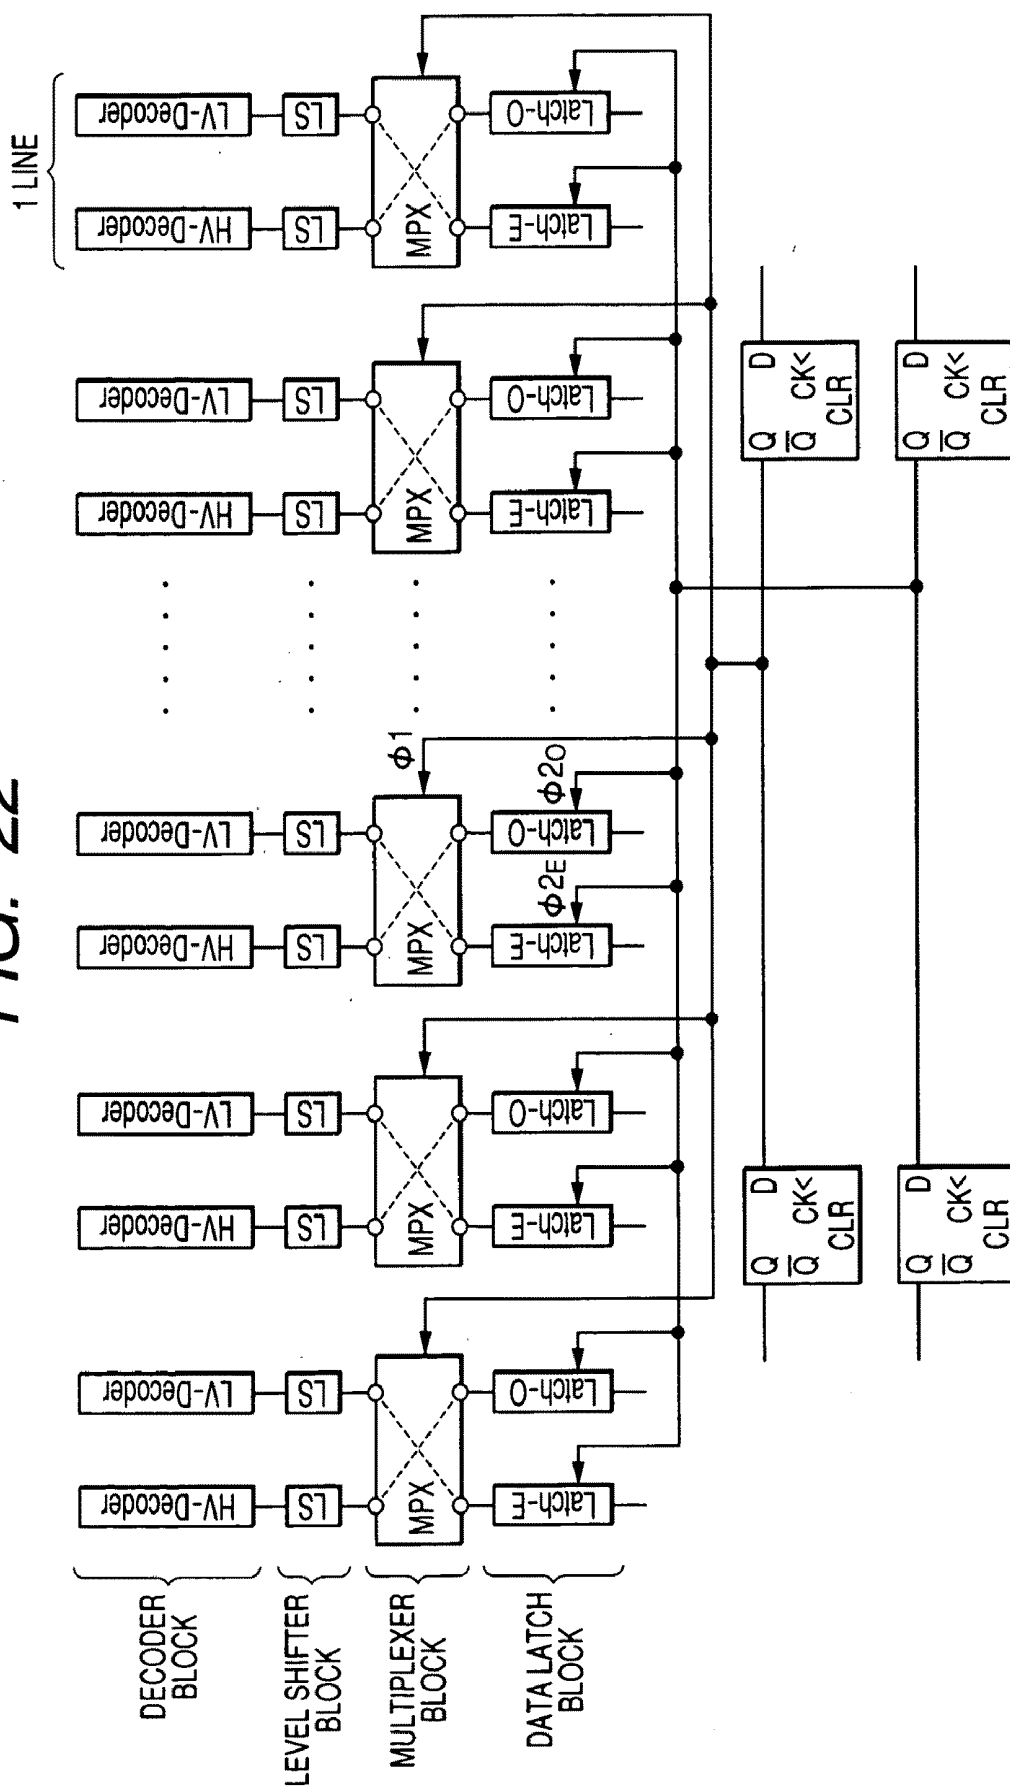 FIG. 22
1 LINE
DECODER
BLOCK
HV-Decoder LV-Decoder HV-Decoder LV-Decoder HV-Decoder LV-Decoder HV-Decoder LV-Decoder HV-Decoder LV-Decoder
LEVEL SHIFTER
BLOCK
LS LS LS LS LS LS LS LS LS LS
MULTIPLEXER
BLOCK
MPX MPX MPX ϕ1 MPX MPX
DATA LATCH
BLOCK
Latch-E Latch-O Latch-E Latch-O Latch-E ϕ2E Latch-O ϕ2O Latch-E Latch-O Latch-E Latch-O
Q D
Q̅ CK<
CLR
Q D
Q̅ CK<
CLR
Q D
Q̅ CK<
CLR
Q D
Q̅ CK<
CLR